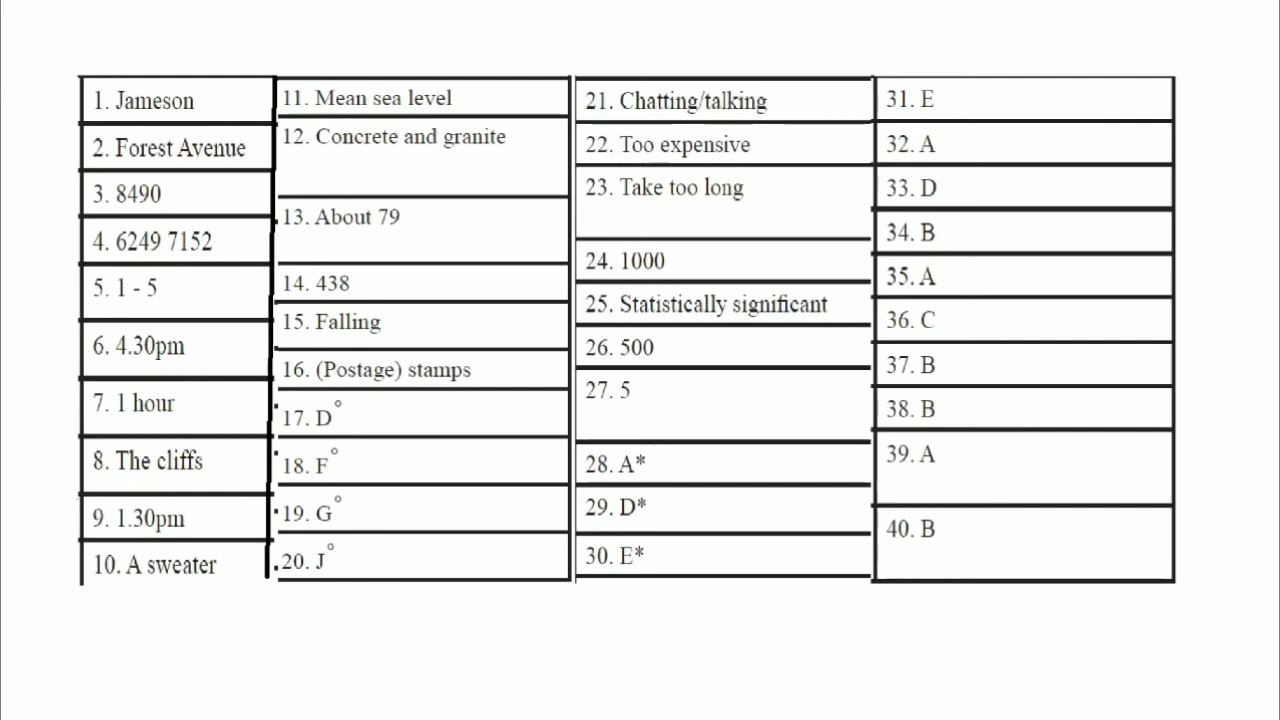 1. Jameson
2. Forest Avenue
3. 8490
4. 6249 7152
5. 1 - 5
6. 4.30pm
7. 1 hour
8. The cliffs
9. 1.30pm
10. A sweater
11. Mean sea level
12. Concrete and granite
13. About 79
14. 438
15. Falling
16. (Postage) stamps
17. D°
18. F°
19. G°
20. J°
21. Chatting/talking
22. Too expensive
23. Take too long
24. 1000
25. Statistically significant
26. 500
27. 5
28. A*
29. D*
30. E*
31. E
32. A
33. D
34. B
35. A
36. C
37. B
38. B
39. A
40. B